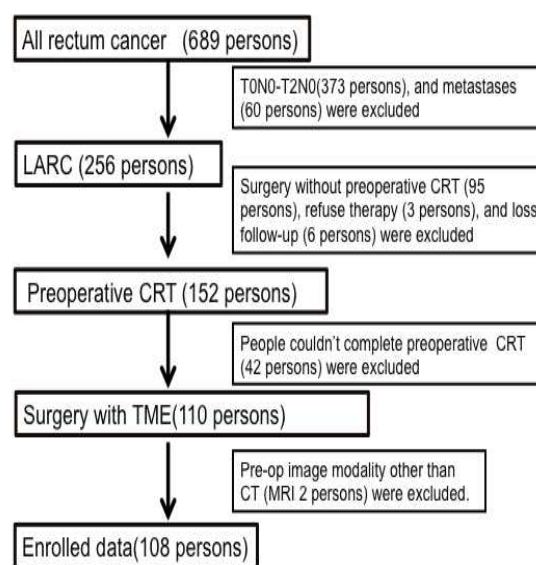 All rectum cancer (689 persons)
T0N0-T2N0(373 persons), and metastases
(60 persons) were excluded
LARC (256 persons)
Surgery without preoperative CRT (95
persons), refuse therapy (3 persons), and loss
follow-up (6 persons) were excluded
Preoperative CRT (152 persons)
People couldn't complete preoperative CRT
(42 persons) were excluded
Surgery with TME(110 persons)
Pre-op image modality other than
CT (MRI 2 persons) were excluded.
Enrolled data(108 persons)